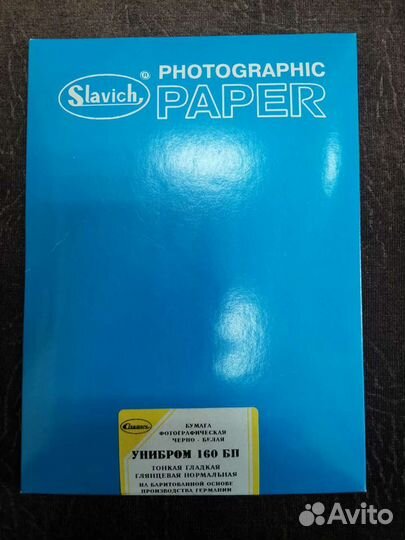 Slavich ® PHOTOGRAPHIC
PAPER
Славич
БУМАГА
ФОТОГРАФИЧЕСКАЯ
ЧЕРНО - БЕЛАЯ
УНИБРОМ 160 БП
ТОНКАЯ ГЛАДКАЯ
ГЛЯНЦЕВАЯ НОРМАЛЬНАЯ
НА БАРИТОВАННОЙ ОСНОВЕ
ПРОИЗВОДСТВА ГЕРМАНИИ
Avito